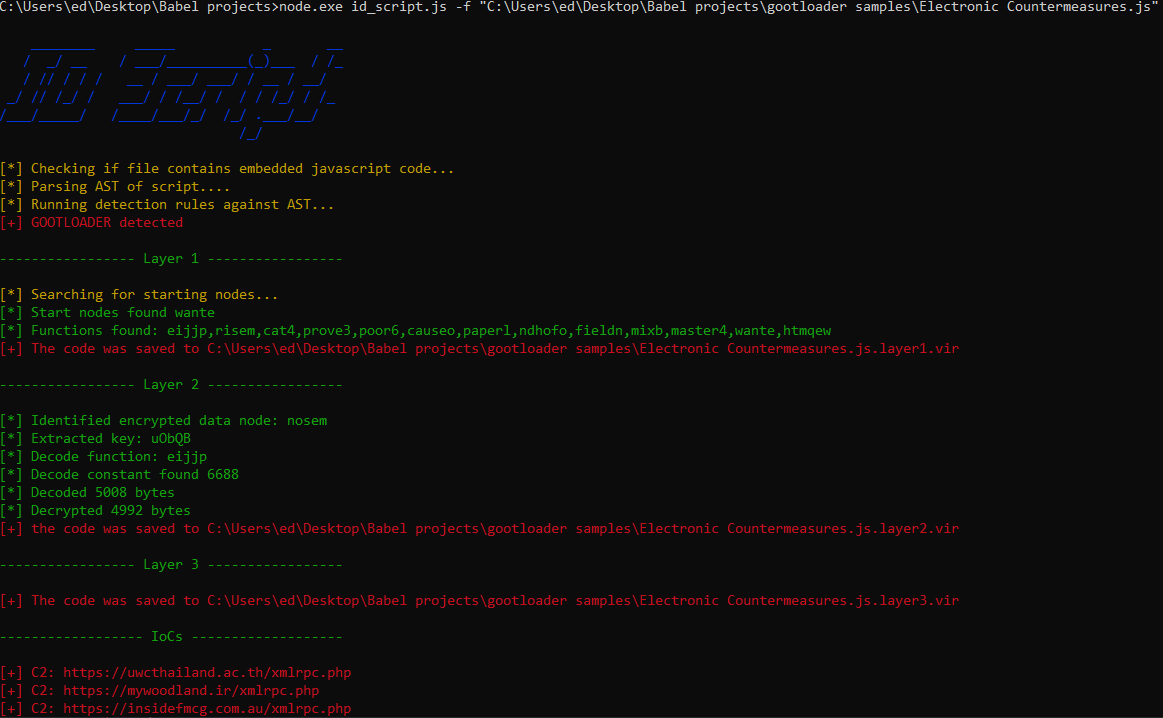 C:\Users\ed\Desktop\Babel projects>node.exe id_script.js -f "C:\Users\ed\Desktop\Babel projects\gootloader samples\Electronic Countermeasures.js"
ID Script
[*] Checking if file contains embedded javascript code...
[*] Parsing AST of script....
[*] Running detection rules against AST...
[+] GOOTLOADER detected
----------------- Layer 1 -----------------
[*] Searching for starting nodes...
[*] Start nodes found wante
[*] Functions found: eijjp,risem,cat4,prove3,poor6,causeo,paperl,ndhofo,fieldn,mixb,master4,wante,htmqew
[+] The code was saved to C:\Users\ed\Desktop\Babel projects\gootloader samples\Electronic Countermeasures.js.layer1.vir
----------------- Layer 2 -----------------
[*] Identified encrypted data node: nosem
[*] Extracted key: uObQB
[*] Decode function: eijjp
[*] Decode constant found 6688
[*] Decoded 5008 bytes
[*] Decrypted 4992 bytes
[+] the code was saved to C:\Users\ed\Desktop\Babel projects\gootloader samples\Electronic Countermeasures.js.layer2.vir
----------------- Layer 3 -----------------
[+] The code was saved to C:\Users\ed\Desktop\Babel projects\gootloader samples\Electronic Countermeasures.js.layer3.vir
------------------ IoCs -------------------
[+] C2: https://uwcthailand.ac.th/xmlrpc.php
[+] C2: https://mywoodland.ir/xmlrpc.php
[+] C2: https://insidefmcg.com.au/xmlrpc.php